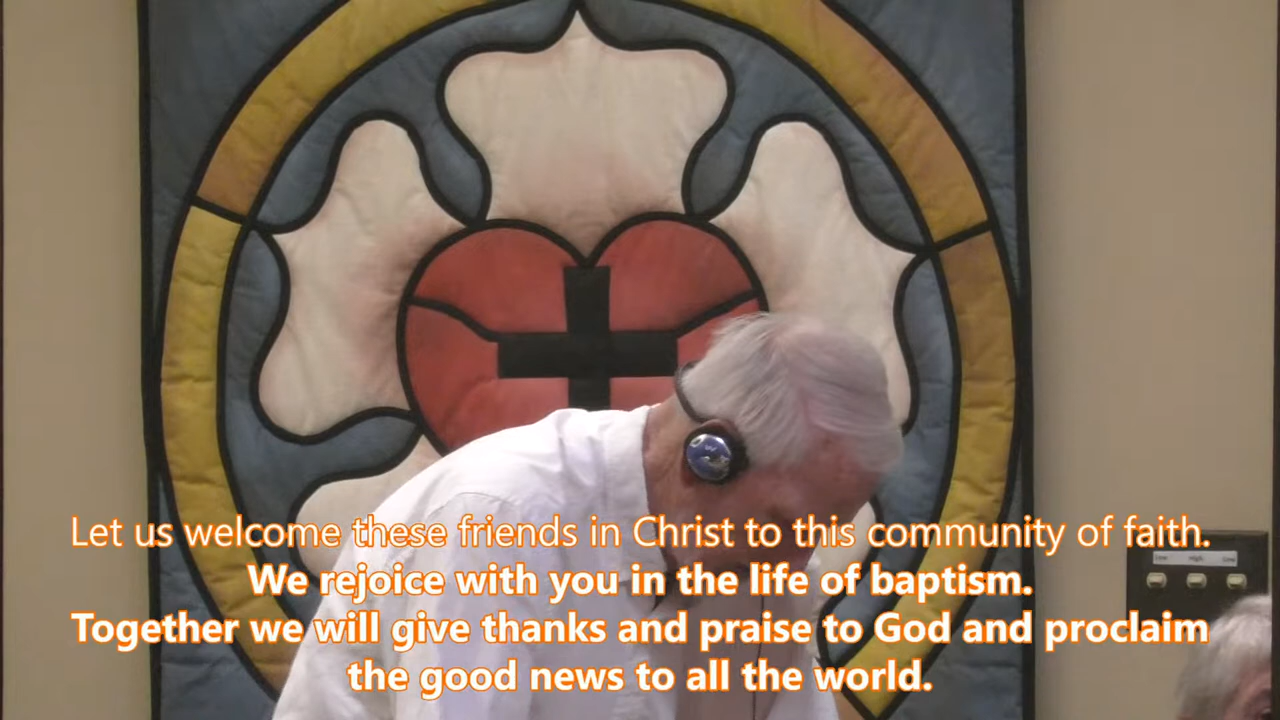 Let us welcome these friends in Christ to this community of faith.
We rejoice with you in the life of baptism.
Together we will give thanks and praise to God and proclaim
the good news to all the world.